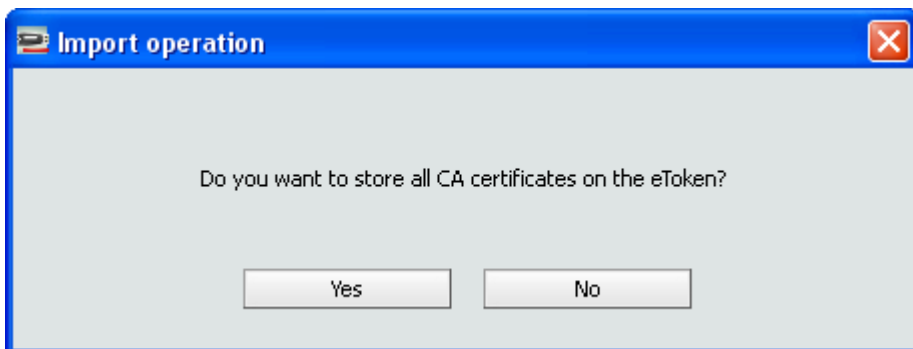 Import operation
Do you want to store all CA certificates on the eToken?
Yes
No